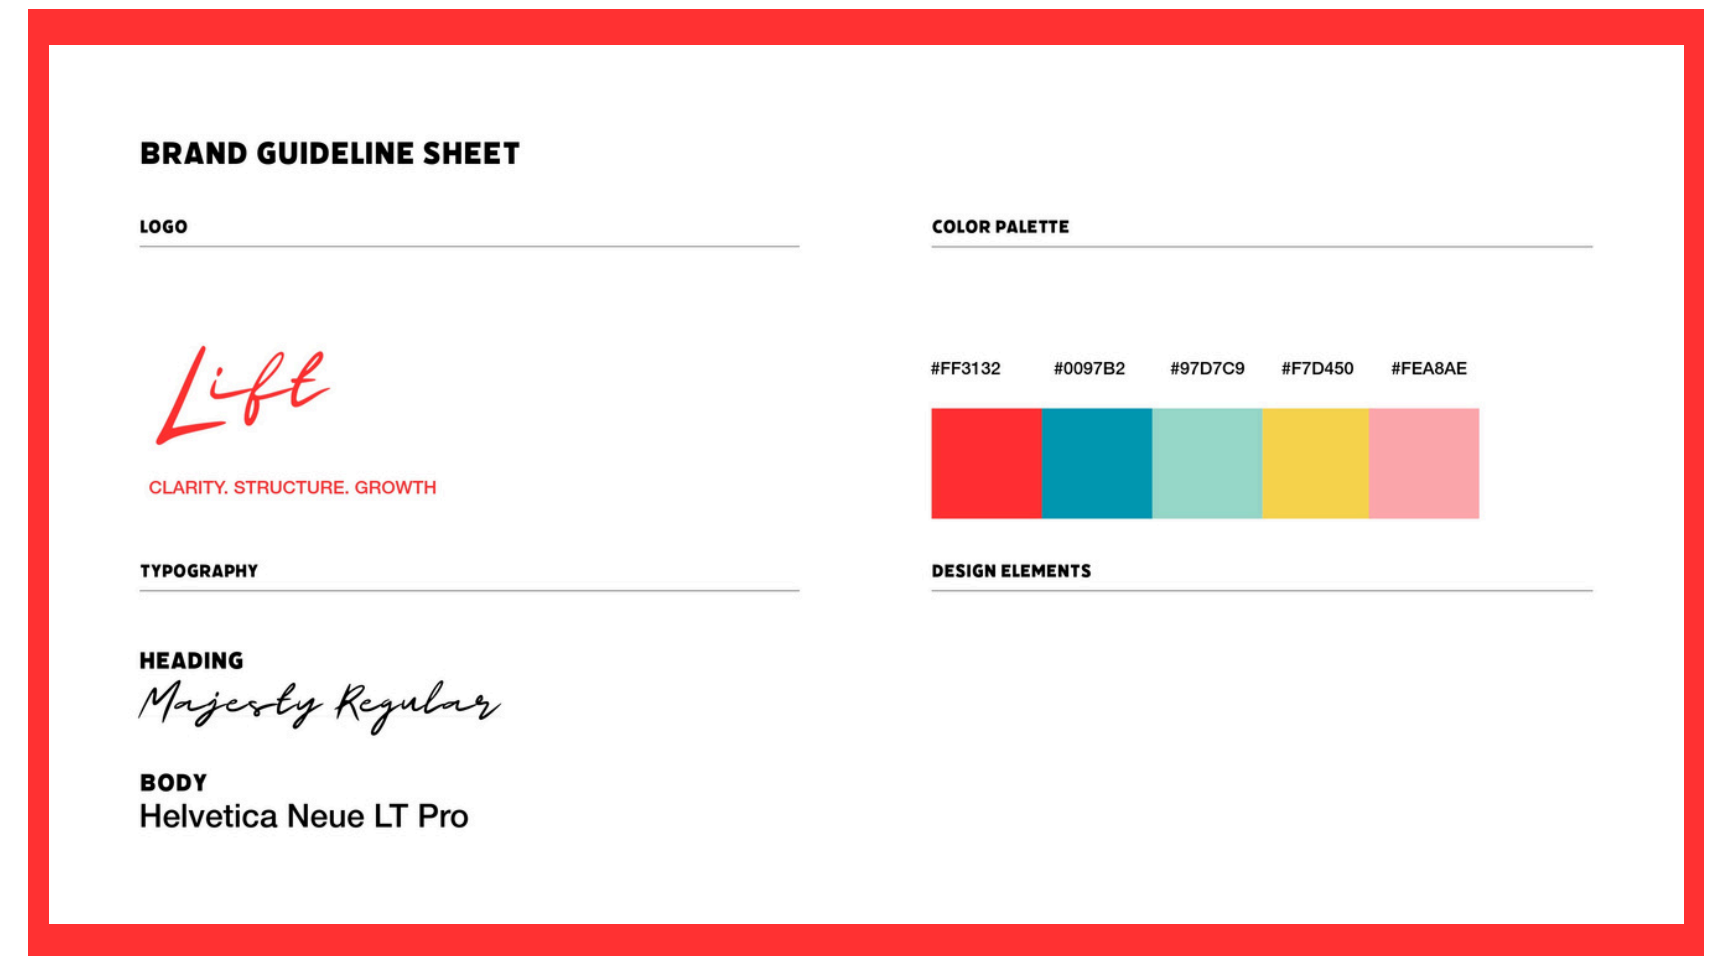 BRAND GUIDELINE SHEET
LOGO
Lift
CLARITY. STRUCTURE. GROWTH
COLOR PALETTE
#FF3132 #0097B2 #97D7C9 #F7D450 #FEA8AE
TYPOGRAPHY
HEADING
Majesty Regular
BODY
Helvetica Neue LT Pro
DESIGN ELEMENTS